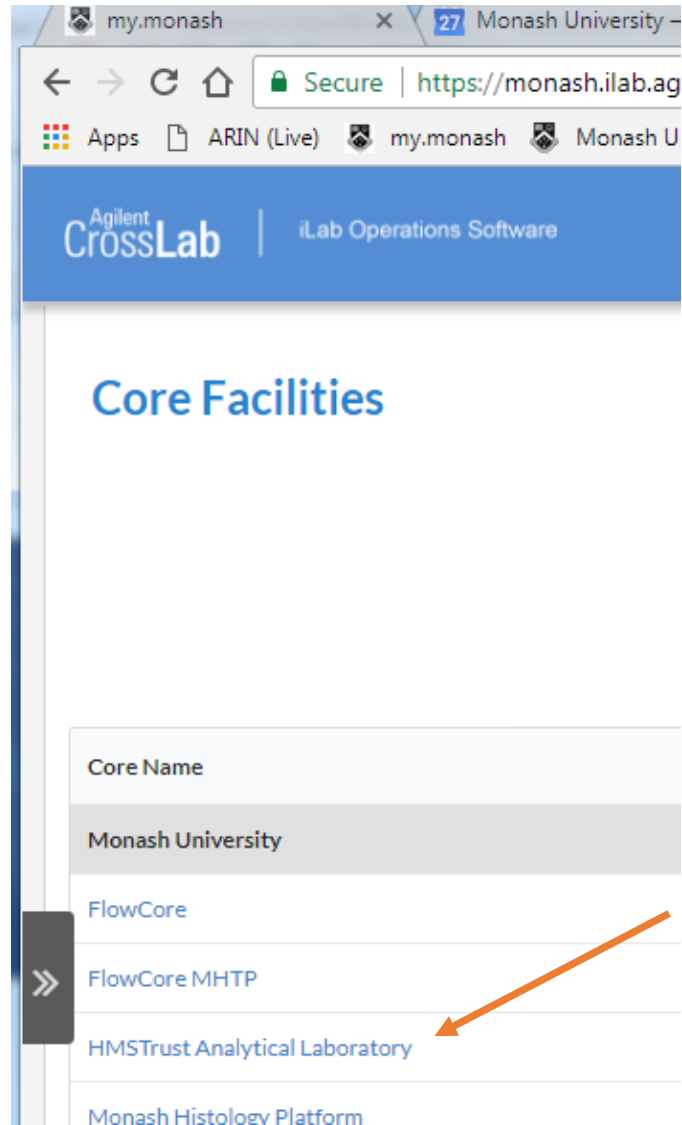 my.monash × 27 Monash University –
Secure | https://monash.ilab.ag
Apps ARIN (Live) my.monash Monash U
Agilent
CrossLab | iLab Operations Software
Core Facilities
Core Name
Monash University
FlowCore
FlowCore MHTP
HMSTrust Analytical Laboratory
Monash Histology Platform